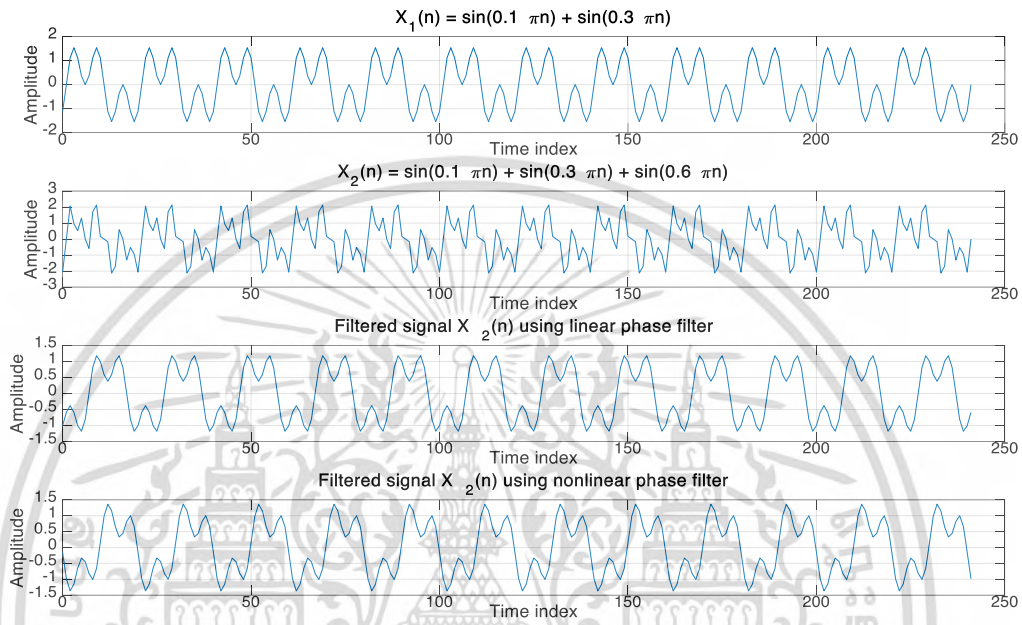 X1(n) = sin(0.1 πn) + sin(0.3 πn)
Amplitude
2
1
0
-1
-2
0 50 100 150 200 250
Time index
X2(n) = sin(0.1 πn) + sin(0.3 πn) + sin(0.6 πn)
Amplitude
3
2
1
0
-1
-2
-3
0 50 100 150 200 250
Time index
Filtered signal X 2(n) using linear phase filter
Amplitude
1.5
1
0.5
0
-0.5
-1
-1.5
0 50 100 150 200 250
Time index
Filtered signal X 2(n) using nonlinear phase filter
Amplitude
1.5
1
0.5
0
-0.5
-1
-1.5
0 50 100 150 200 250
Time index